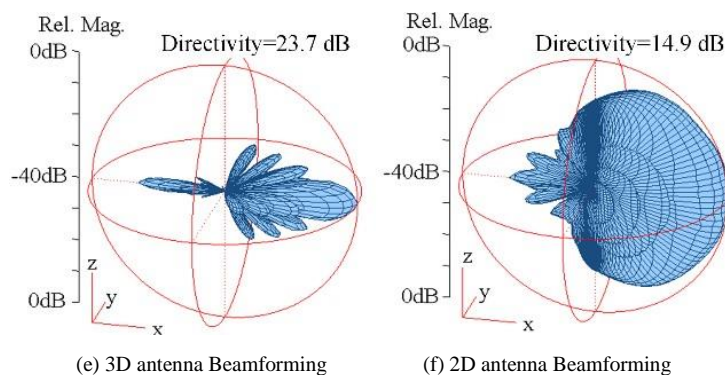 Rel. Mag.
0dB
Directivity=23.7 dB
-40dB
0dB
z
y
x
(e) 3D antenna Beamforming
Rel. Mag.
0dB
Directivity=14.9 dB
-40dB
0dB
z
y
x
(f) 2D antenna Beamforming